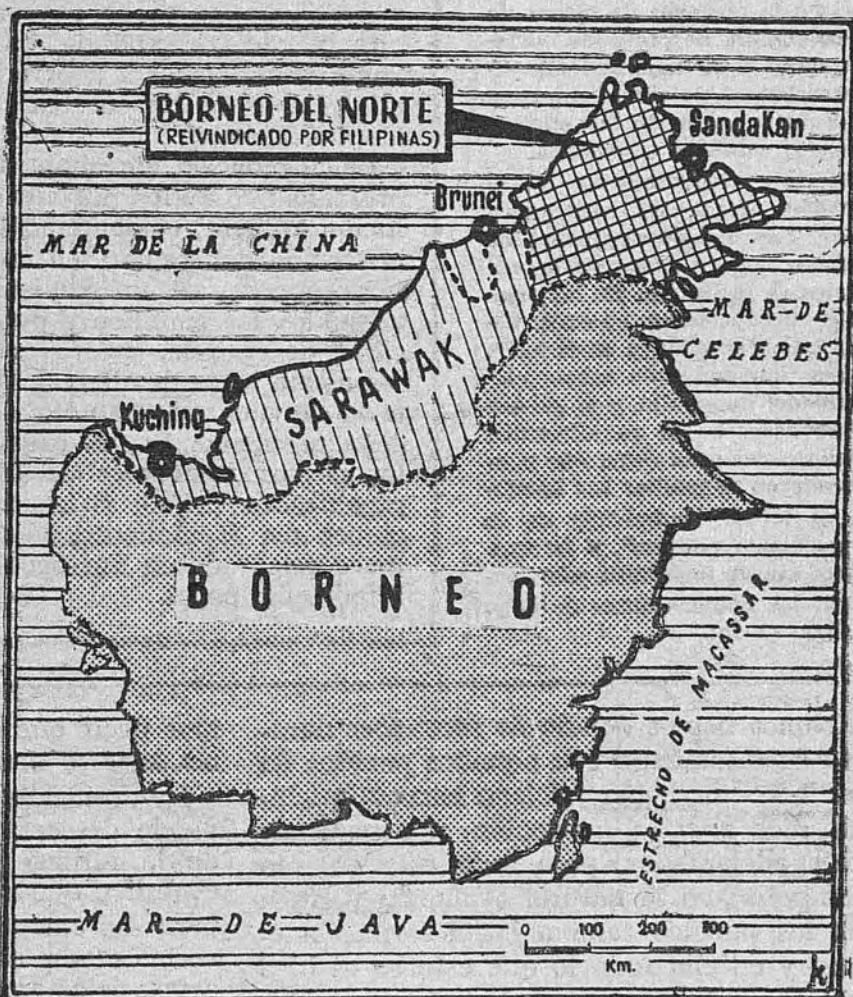 BORNEO DEL NORTE
(REIVINDICADO POR FILIPINAS)
SandaKan
Brunei
MAR DE LA CHINA
MAR DE
CELEBES
SARAWAK
Kuching
BORNEO
ESTRECHO DE MACASSAR
MAR DE JAVA
0 100 200 300
Km.